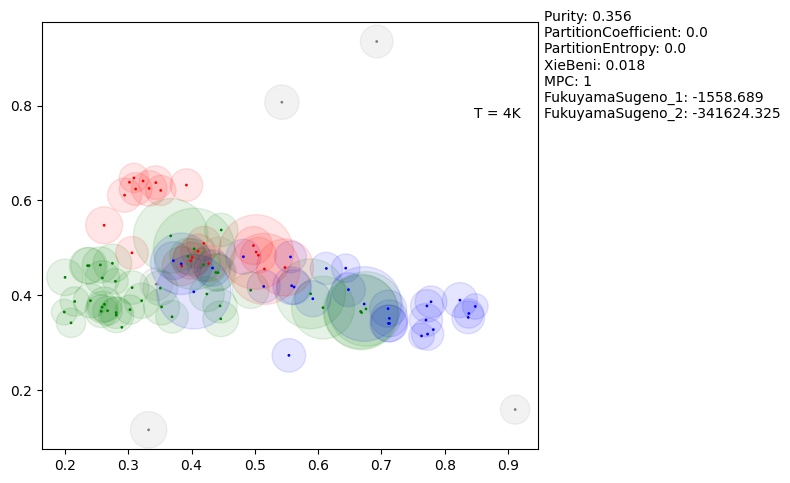 Purity: 0.356
PartitionCoefficient: 0.0
PartitionEntropy: 0.0
XieBeni: 0.018
MPC: 1
FukuyamaSugeno_1: -1558.689
FukuyamaSugeno_2: -341624.325
T = 4K
0.8
0.6
0.4
0.2
0.2 0.3 0.4 0.5 0.6 0.7 0.8 0.9